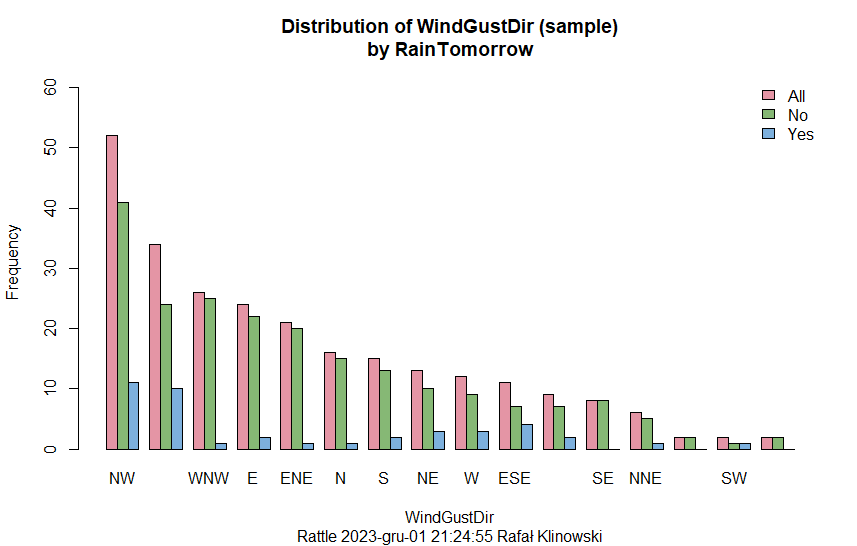 Distribution of WindGustDir (sample)
by RainTomorrow
All
No
Yes
Frequency
60
50
40
30
20
10
0
NW WNW E ENE N S NE W ESE SE NNE SW
WindGustDir
Rattle 2023-gru-01 21:24:55 Rafał Klinowski